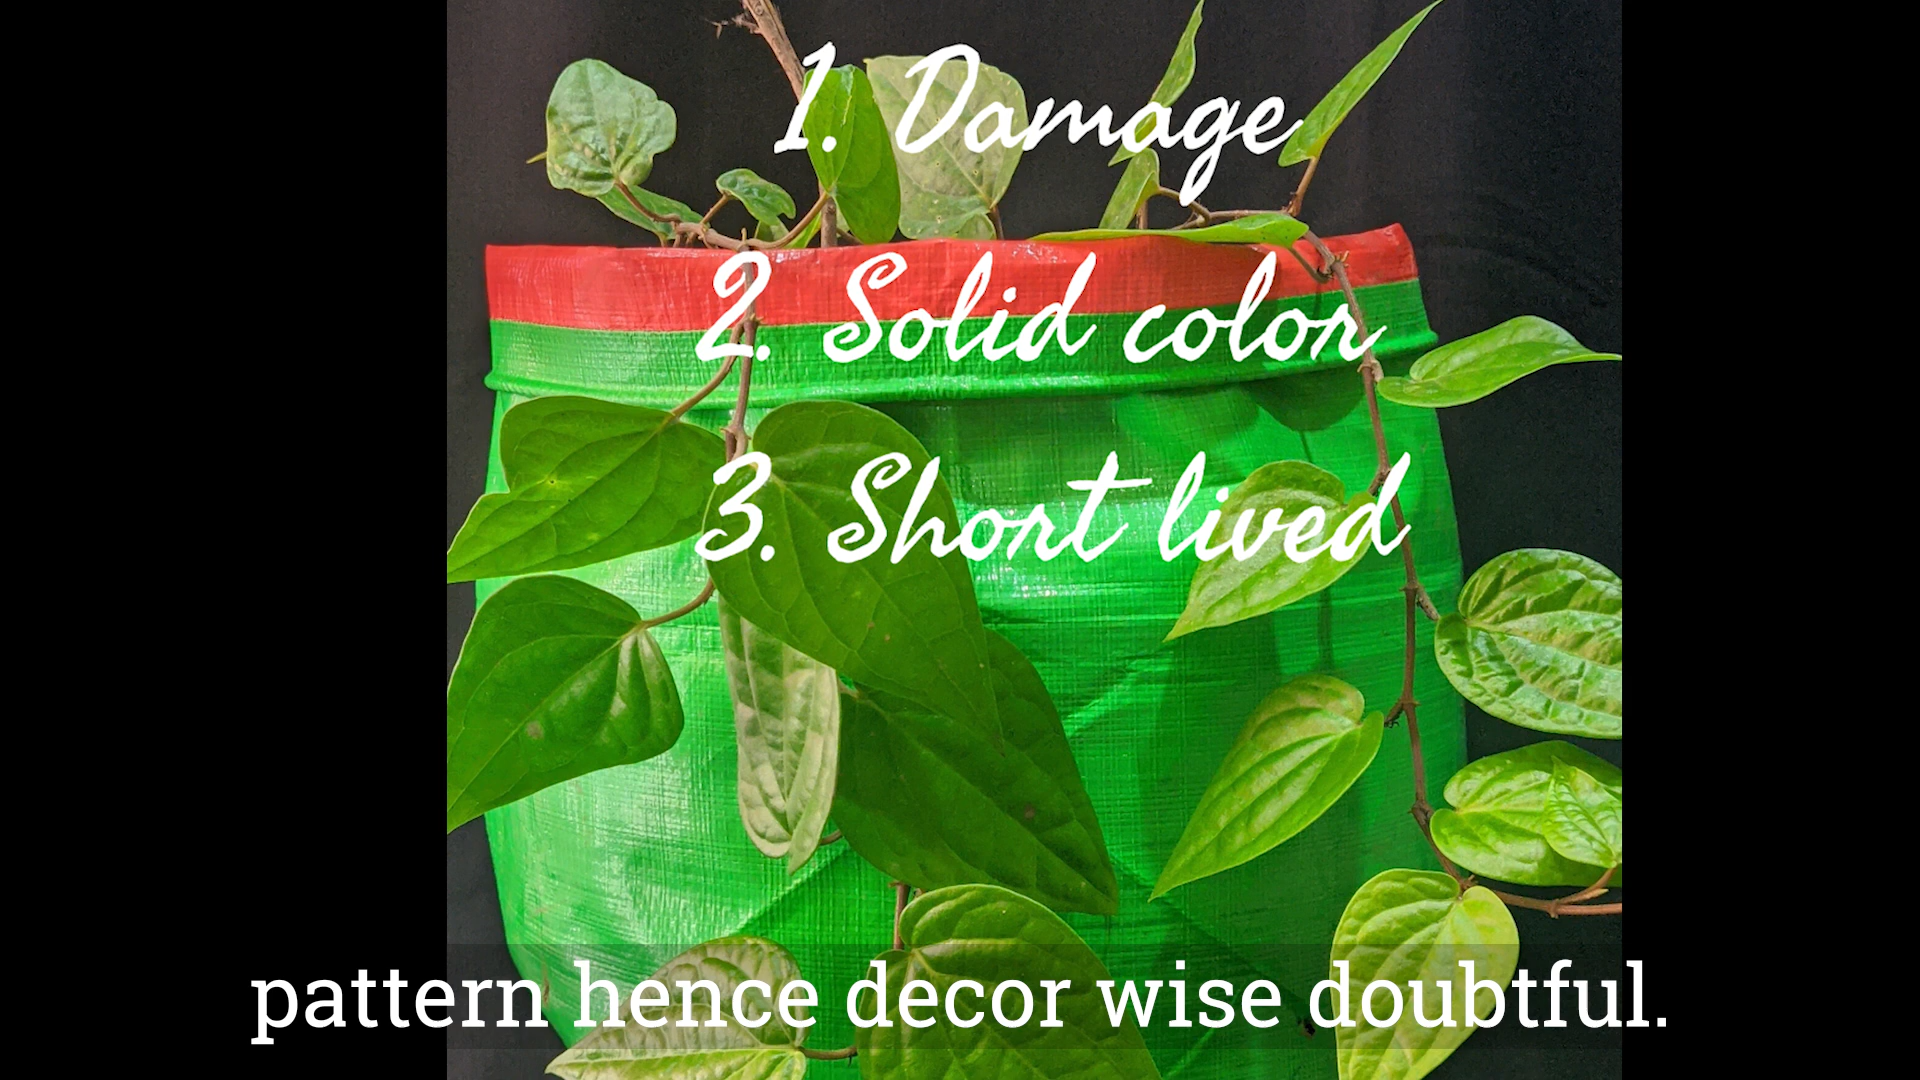 1. Damage
2. Solid color
3. Short lived
pattern hence decor wise doubtful.